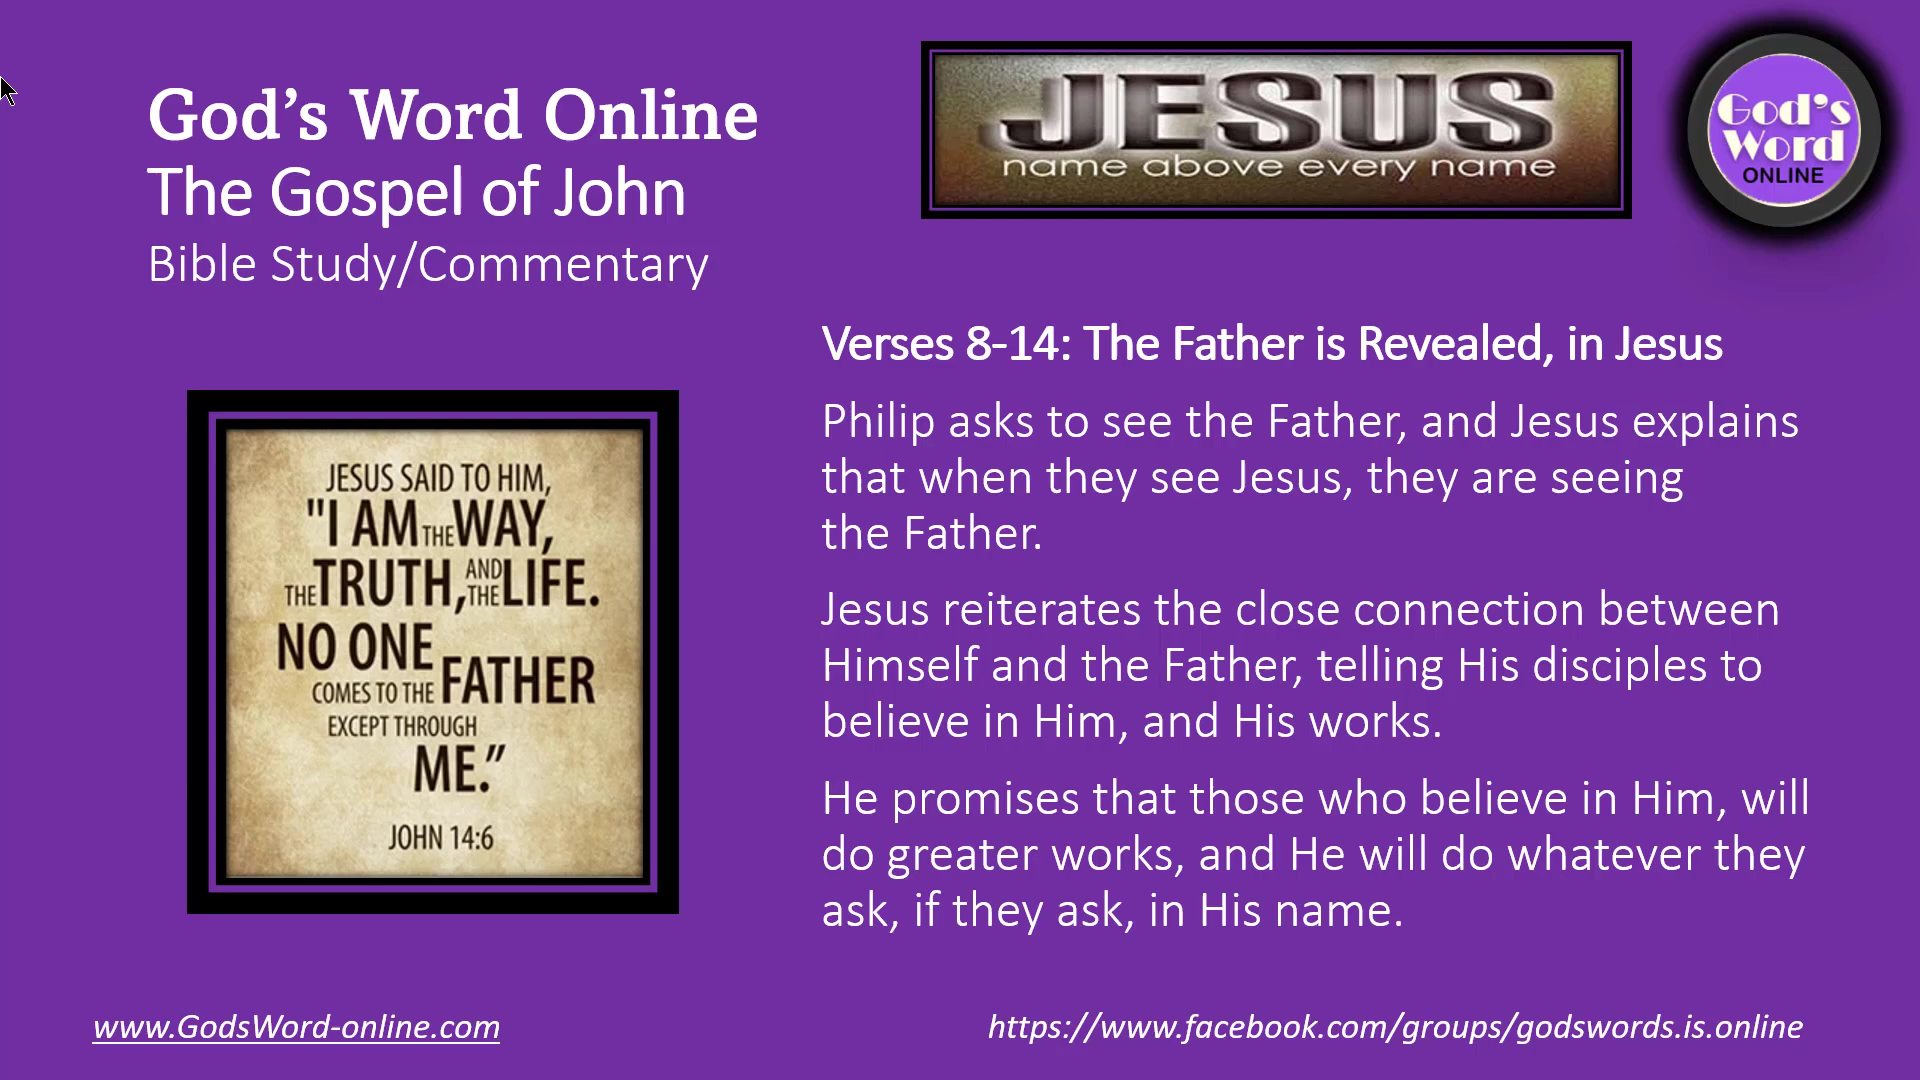 God’s Word Online
The Gospel of John
Bible Study/Commentary
JESUS
name above every name
God's
Word
ONLINE
JESUS SAID TO HIM,
"I AM THE WAY,
THE TRUTH, AND THE LIFE.
NO ONE
COMES TO THE FATHER
EXCEPT THROUGH
ME.”
JOHN 14:6
Verses 8-14: The Father is Revealed, in Jesus
Philip asks to see the Father, and Jesus explains
that when they see Jesus, they are seeing
the Father.
Jesus reiterates the close connection between
Himself and the Father, telling His disciples to
believe in Him, and His works.
He promises that those who believe in Him, will
do greater works, and He will do whatever they
ask, if they ask, in His name.
www.GodsWord-online.com
https://www.facebook.com/groups/godswords.is.online